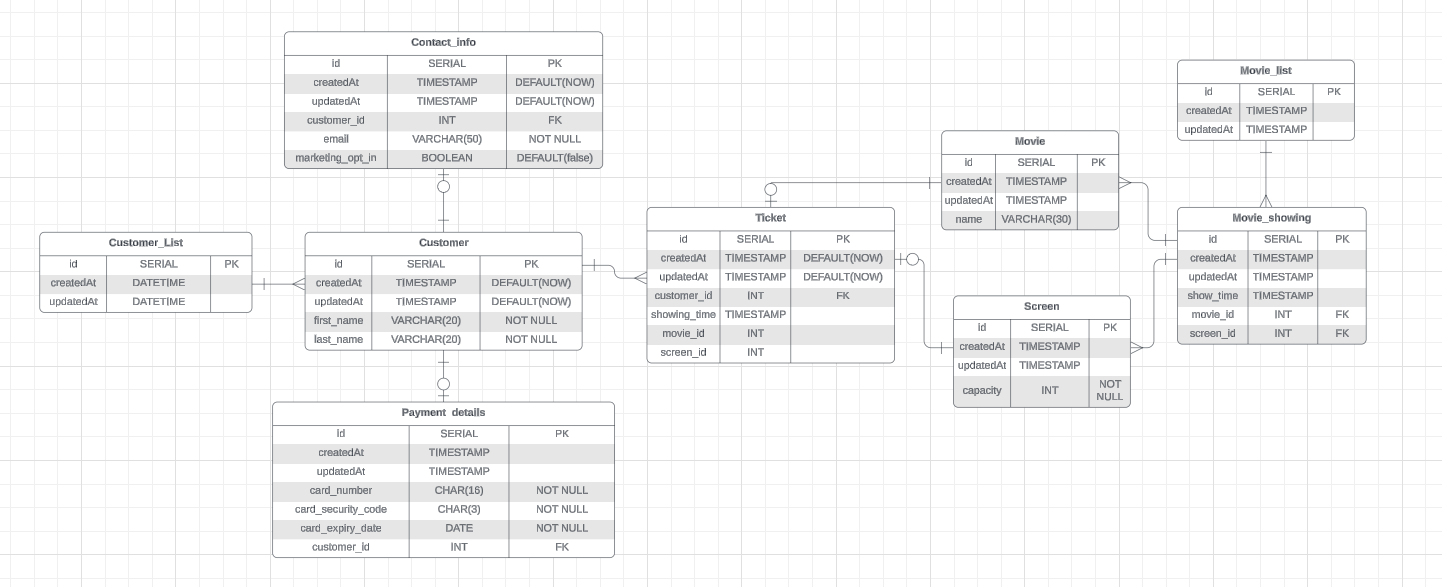 Contact_info
id SERIAL PK
createdAt TIMESTAMP DEFAULT(NOW)
updatedAt TIMESTAMP DEFAULT(NOW)
customer_id INT FK
email VARCHAR(50) NOT NULL
marketing_opt_in BOOLEAN DEFAULT(false)
Movie_list
id SERIAL PK
createdAt TIMESTAMP
updatedAt TIMESTAMP
Movie
id SERIAL PK
createdAt TIMESTAMP
updatedAt TIMESTAMP
name VARCHAR(30)
Customer_List
id SERIAL PK
createdAt DATETIME
updatedAt DATETIME
Customer
id SERIAL PK
createdAt TIMESTAMP DEFAULT(NOW)
updatedAt TIMESTAMP DEFAULT(NOW)
first_name VARCHAR(20) NOT NULL
last_name VARCHAR(20) NOT NULL
Ticket
id SERIAL PK
createdAt TIMESTAMP DEFAULT(NOW)
updatedAt TIMESTAMP DEFAULT(NOW)
customer_id INT FK
showing_time TIMESTAMP
movie_id INT
screen_id INT
Movie_showing
id SERIAL PK
createdAt TIMESTAMP
updatedAt TIMESTAMP
show_time TIMESTAMP
movie_id INT FK
screen_id INT FK
Screen
id SERIAL PK
createdAt TIMESTAMP
updatedAt TIMESTAMP
capacity INT NOT
NULL
Payment_details
id SERIAL PK
createdAt TIMESTAMP
updatedAt TIMESTAMP
card_number CHAR(16) NOT NULL
card_security_code CHAR(3) NOT NULL
card_expiry_date DATE NOT NULL
customer_id INT FK